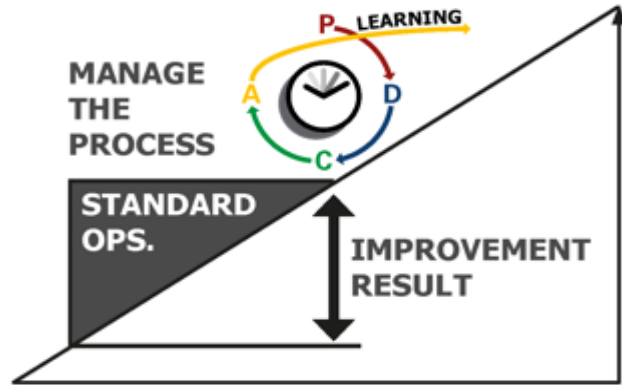 P
LEARNING
MANAGE
THE
PROCESS
A
D
C
STANDARD
OPS.
IMPROVEMENT
RESULT